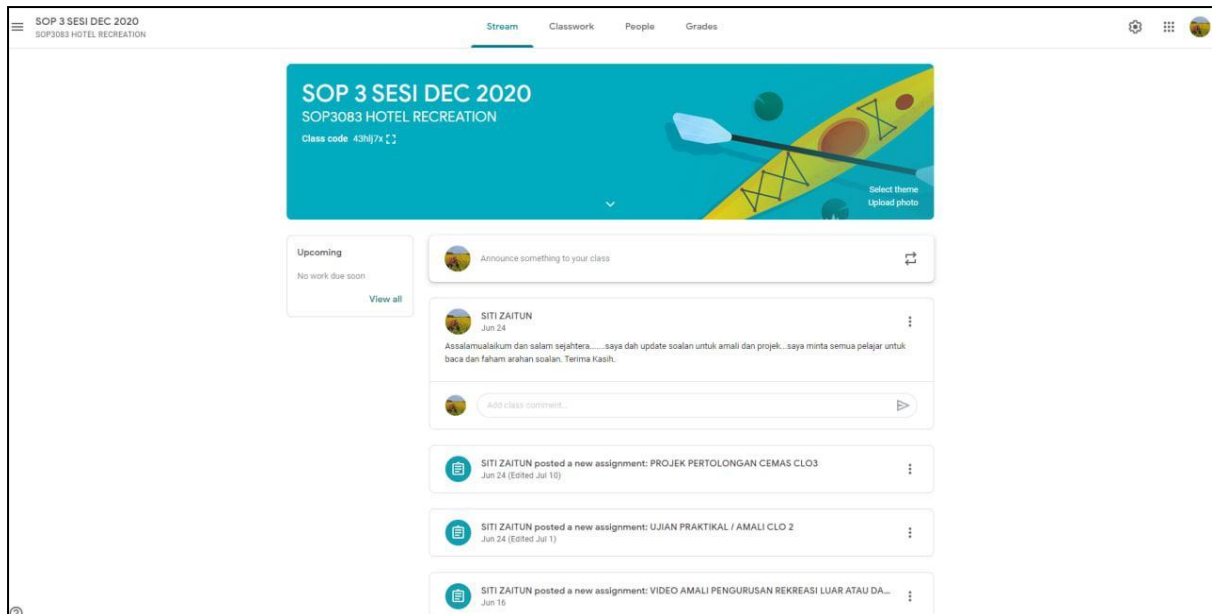 SOP 3 SESI DEC 2020
SOP3083 HOTEL RECREATION
Stream Classwork People Grades
SOP 3 SESI DEC 2020
SOP3083 HOTEL RECREATION
Class code 43hlj7x
Select theme
Upload photo
Upcoming
No work due soon
View all
Announce something to your class
SITI ZAITUN
Jun 24
Assalamualaikum dan salam sejahtera.......saya dah update soalan untuk amali dan projek...saya minta semua pelajar untuk
baca dan faham arahan soalan. Terima Kasih.
Add class comment...
SITI ZAITUN posted a new assignment: PROJEK PERTOLONGAN CEMAS CLO3
Jun 24 (Edited Jul 10)
SITI ZAITUN posted a new assignment: UJIAN PRAKTIKAL / AMALI CLO 2
Jun 24 (Edited Jul 1)
SITI ZAITUN posted a new assignment: VIDEO AMALI PENGURUSAN REKREASI LUAR ATAU DA...
Jun 16